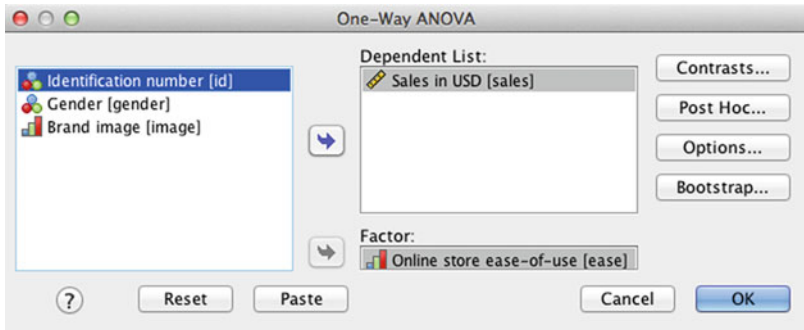 One-Way ANOVA
Identification number [id]
Gender [gender]
Brand image [image]
Dependent List:
Sales in USD [sales]
Factor:
Online store ease-of-use [ease]
Contrasts...
Post Hoc...
Options...
Bootstrap...
?
Reset
Paste
Cancel
OK